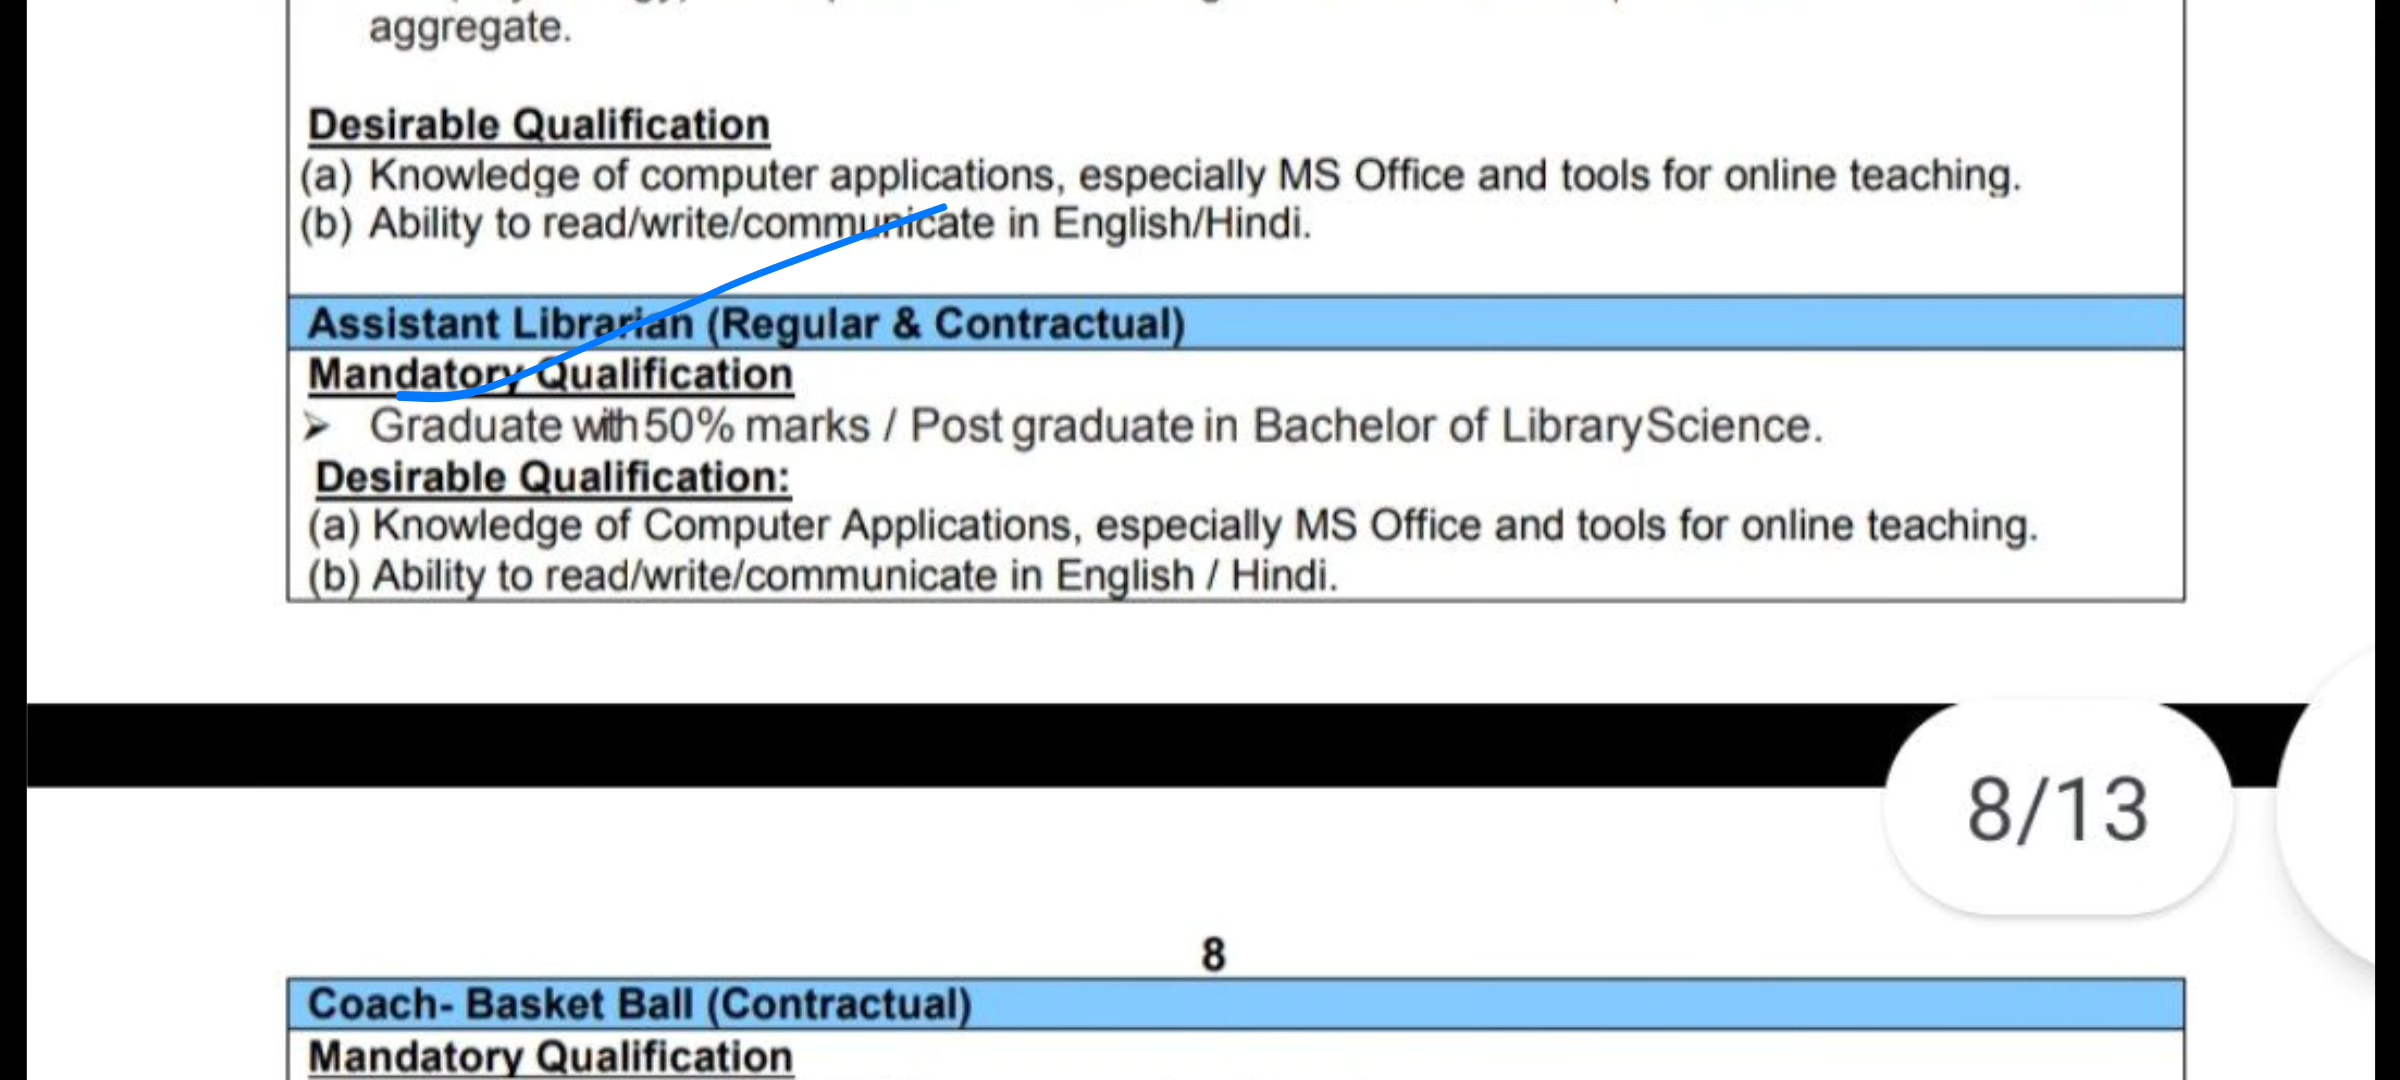 aggregate.
Desirable Qualification
(a) Knowledge of computer applications, especially MS Office and tools for online teaching.
(b) Ability to read/write/communicate in English/Hindi.
Assistant Librarian (Regular & Contractual)
Mandatory Qualification
➢ Graduate with 50% marks / Post graduate in Bachelor of Library Science.
Desirable Qualification:
(a) Knowledge of Computer Applications, especially MS Office and tools for online teaching.
(b) Ability to read/write/communicate in English / Hindi.
8/13
8
Coach- Basket Ball (Contractual)
Mandatory Qualification